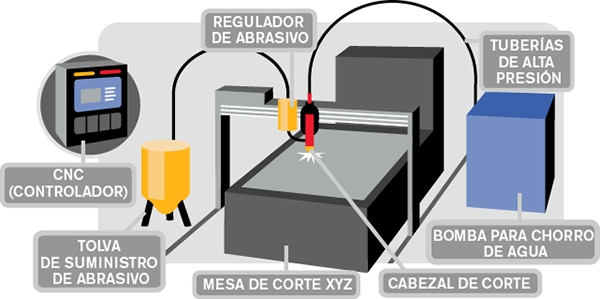 REGULADOR
DE ABRASIVO
TUBERÍAS
DE ALTA
PRESIÓN
CNC
(CONTROLADOR)
TOLVA
DE SUMINISTRO
DE ABRASIVO
MESA DE CORTE XYZ
CABEZAL DE CORTE
BOMBA PARA CHORRO
DE AGUA